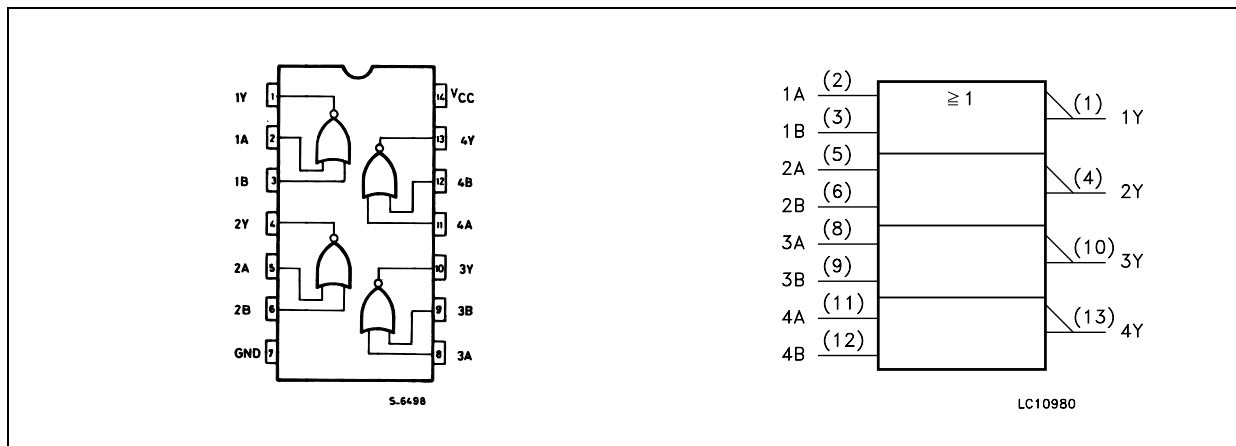 1Y 1 14 VCC
1A 2 13 4Y
1B 3 12 4B
2Y 4 11 4A
2A 5 10 3Y
2B 6 9 3B
GND 7 8 3A
S-6498
≧1
1A (2)
1B (3)
2A (5)
2B (6)
3A (8)
3B (9)
4A (11)
4B (12)
(1) 1Y
(4) 2Y
(10) 3Y
(13) 4Y
LC10980